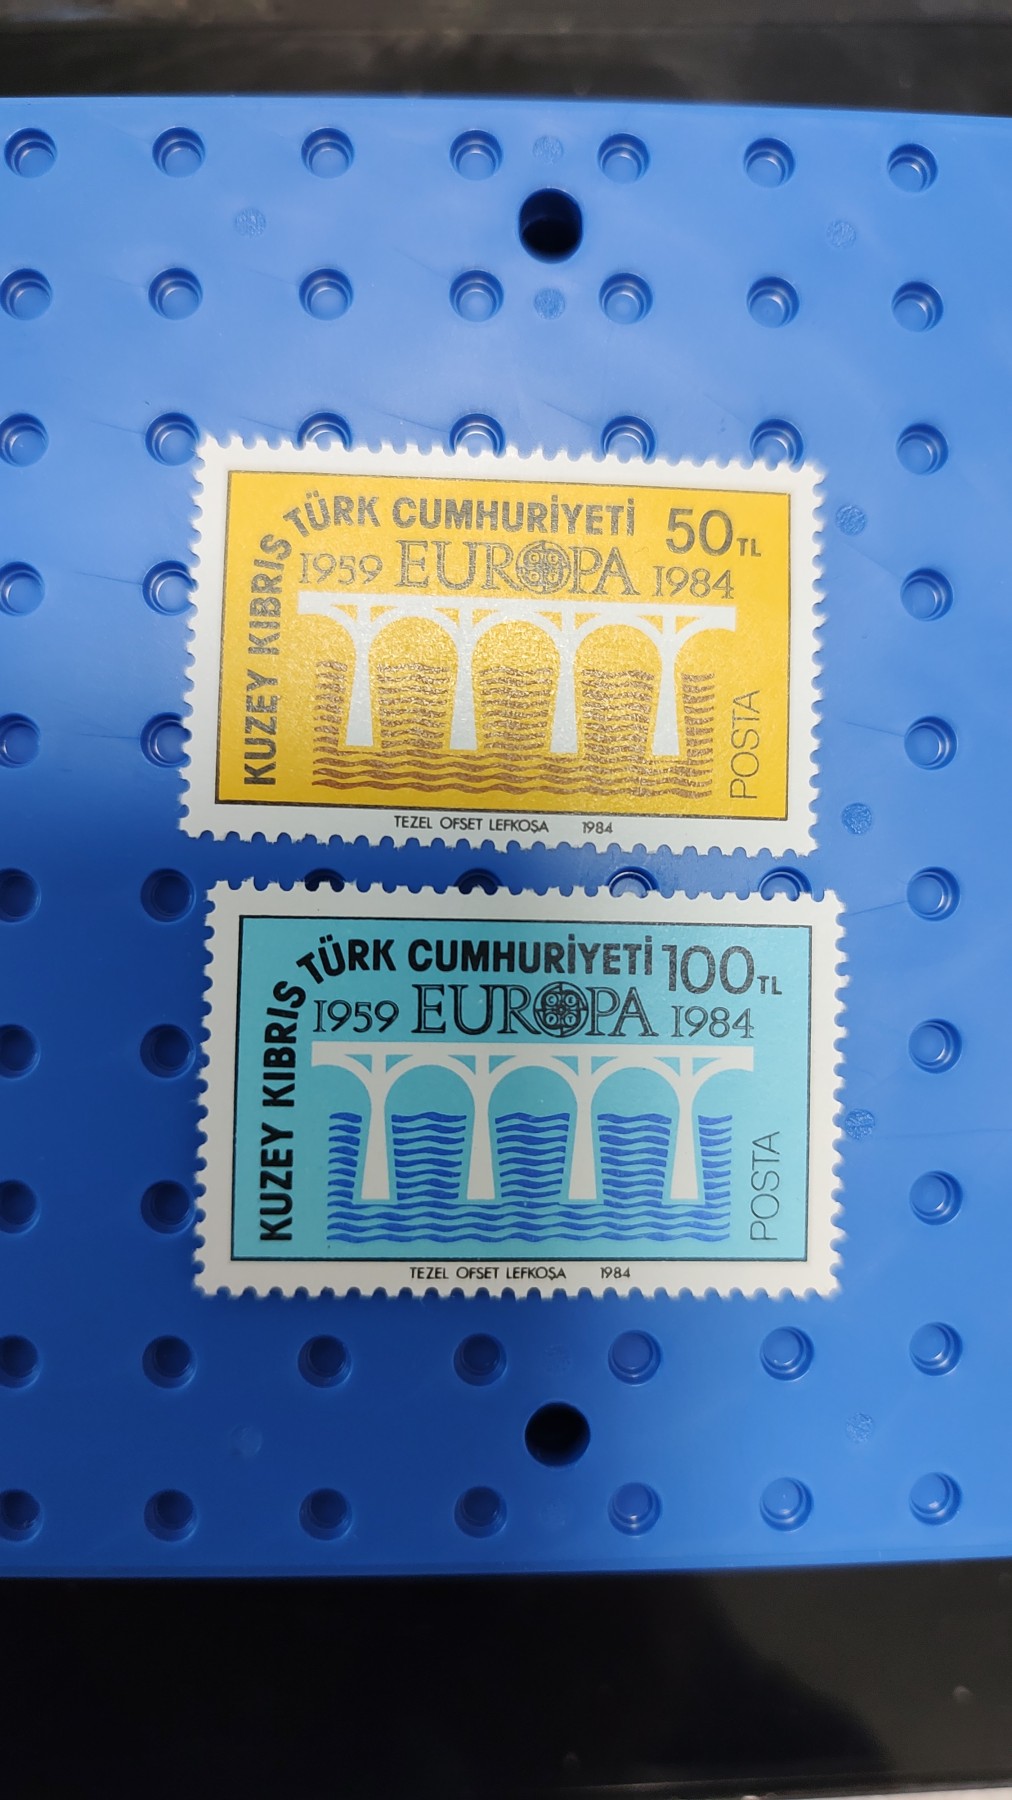 KUZEY KIBRIS TÜRK CUMHURİYETİ
50 TL
1959 EUROPA 1984
POSTA
TEZEL OFSET LEFKOŞA 1984
KUZEY KIBRIS TÜRK CUMHURİYETİ
100 TL
1959 EUROPA 1984
POSTA
TEZEL OFSET LEFKOŞA 1984